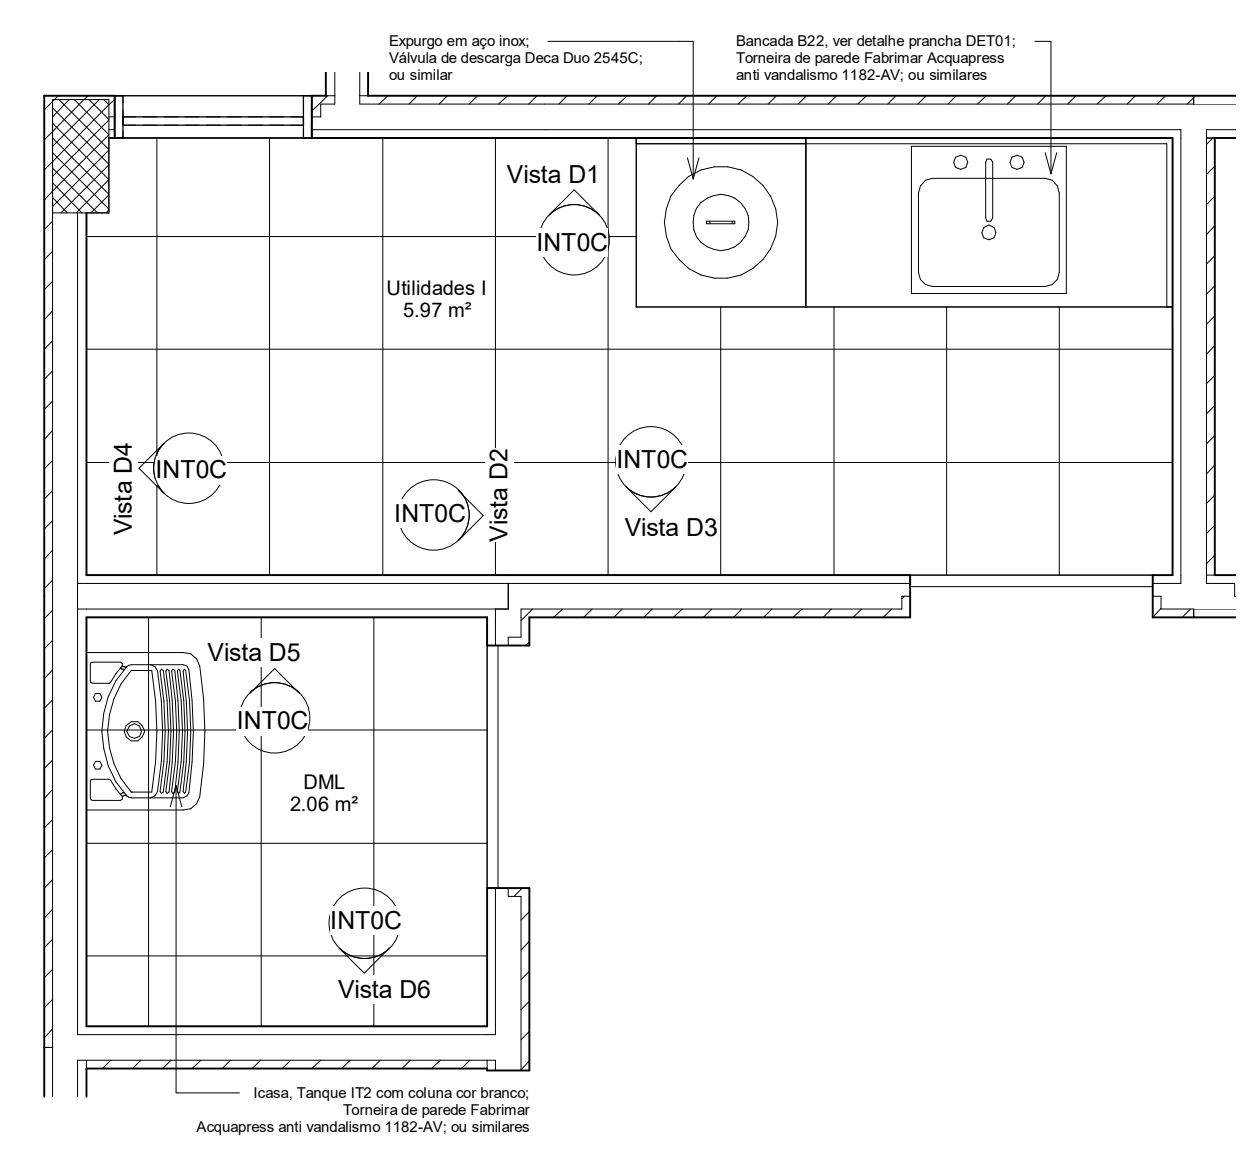 Expurgo em aço inox;
Válvula de descarga Deca Duo 2545C;
ou similar
Bancada B22, ver detalhe prancha DET01;
Torneira de parede Fabrimar Acquapress
anti vandalismo 1182-AV; ou similares
Vista D1
INT0C
Utilidades I
5.97 m²
Vista D4
INT0C
INT0C
Vista D2
INT0C
Vista D3
Vista D5
INT0C
DML
2.06 m²
INT0C
Vista D6
Icasa, Tanque IT2 com coluna cor branco;
Torneira de parede Fabrimar
Acquapress anti vandalismo 1182-AV; ou similares